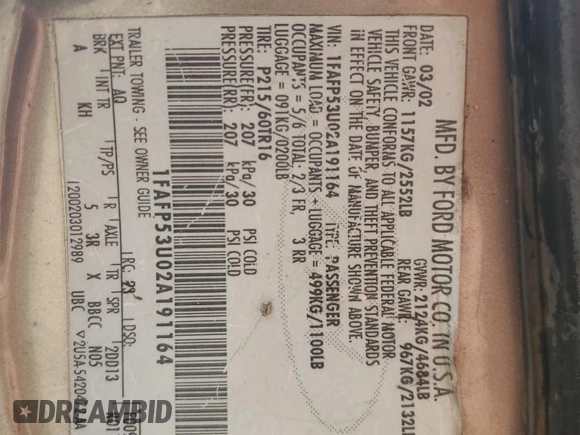 MFD. BY FORD MOTOR CO. IN U.S.A.
DATE: 03/02 GVWR: 2124KG/4684LB
FRONT GAWR: 1157KG/2552LB REAR GAWR: 967KG/2132LB
THIS VEHICLE CONFORMS TO ALL APPLICABLE FEDERAL MOTOR
VEHICLE SAFETY, BUMPER, AND THEFT PREVENTION STANDARDS
IN EFFECT ON THE DATE OF MANUFACTURE SHOWN ABOVE.
VIN: 1FAFP53U02A191164 TYPE: PASSENGER
MAXIMUM LOAD = OCCUPANTS + LUGGAGE = 499KG/1100LB
OCCUPANTS = 5/6 TOTAL: 2/3 FR, 3 RR
LUGGAGE = 091KG/0200LB
TIRE: P215/60TR16
PRESSURE(FR): 207 kPa/30 PSI COLD
PRESSURE(RR): 207 kPa/30 PSI COLD
1FAFP53U02A191164
TRAILER TOWING - SEE OWNER GUIDE
EXT PNT: AQ RC: 29 DSO:
BRK INT TR TP/PS R AXLE TR SPR
A KH 5 3R X BBCC N05 2DD13
1200203012989 UBC
DREAMBID